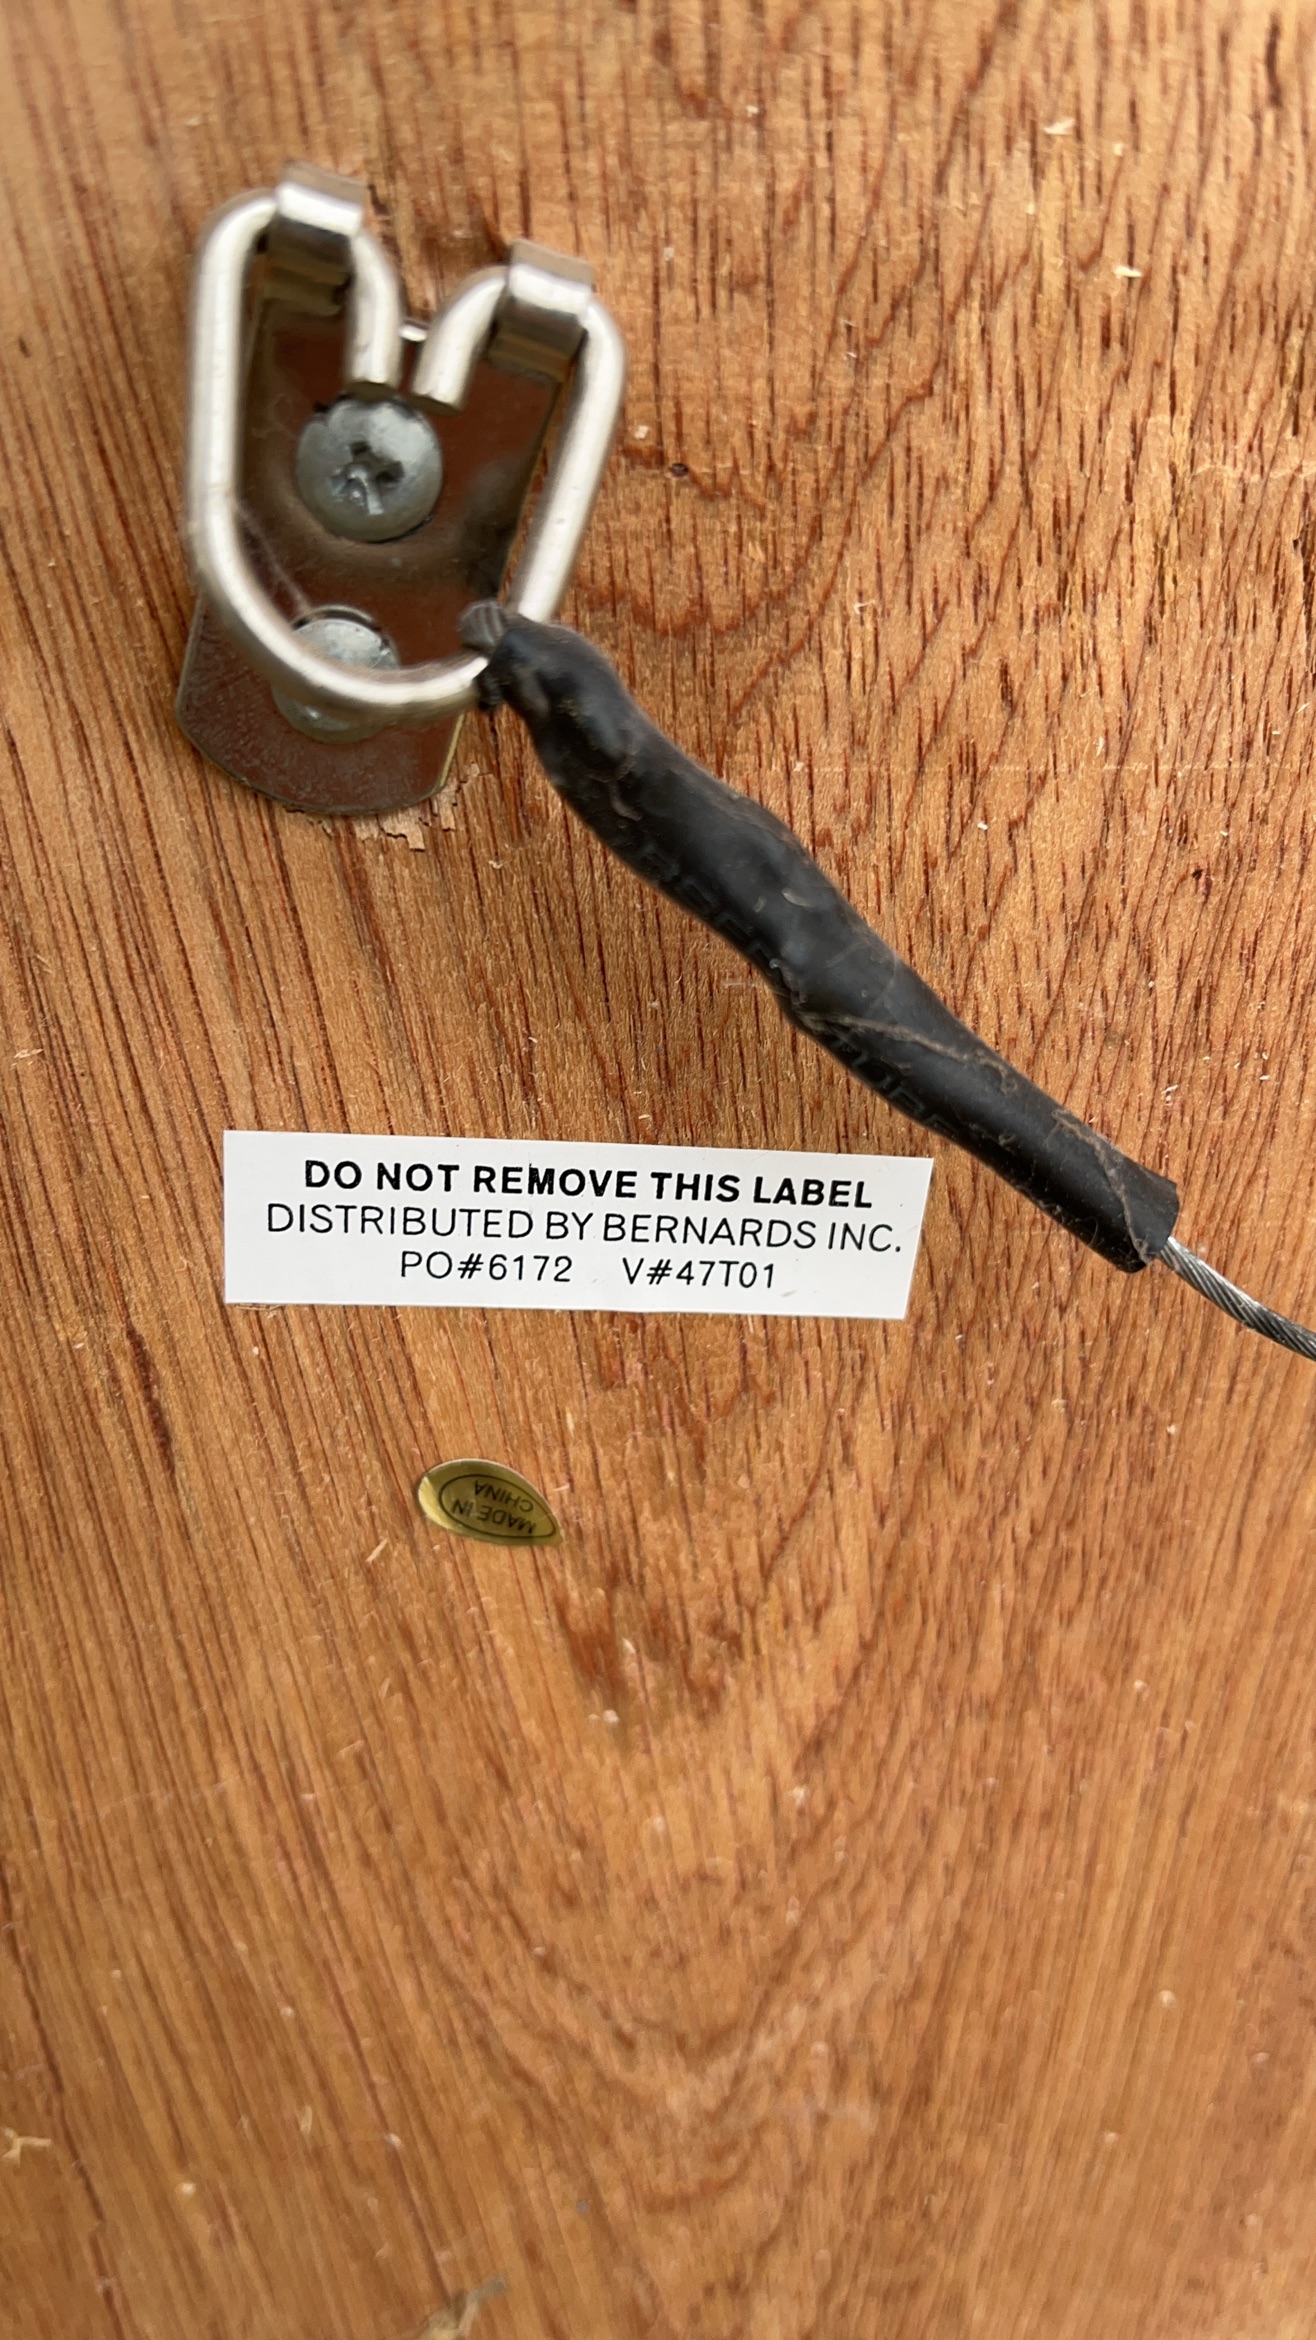 DO NOT REMOVE THIS LABEL
DISTRIBUTED BY BERNARDS INC.
PO#6172 V#47T01
MADE IN
CHINA